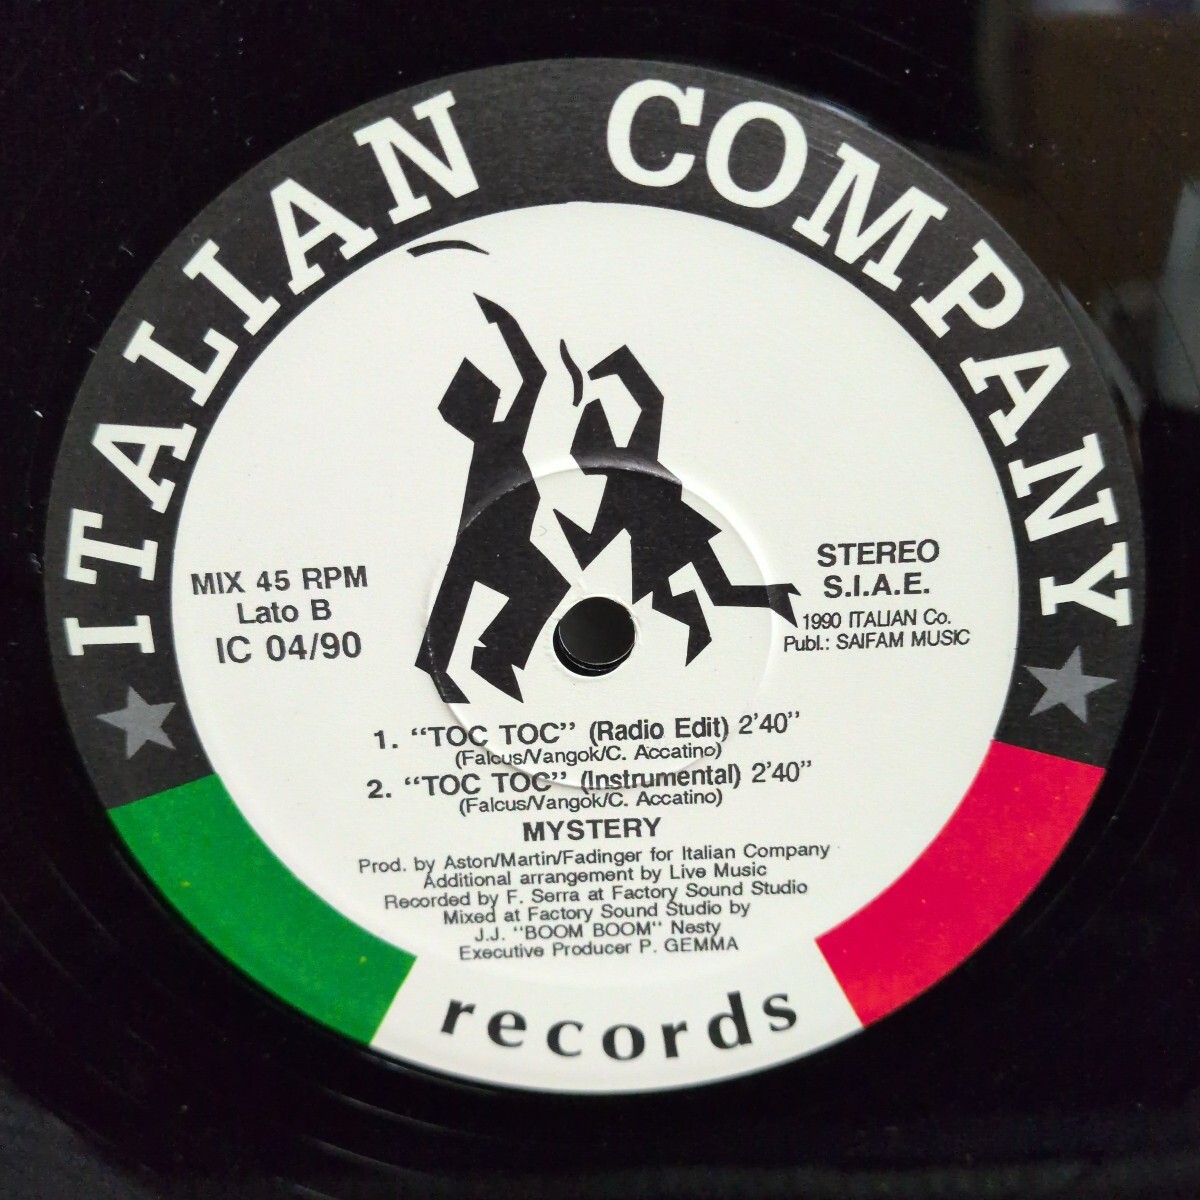 ITALIAN COMPANY
MIX 45 RPM
Lato B
IC 04/90
STEREO
S.I.A.E.
1990 ITALIAN Co.
Publ.: SAIFAM MUSIC
1. “TOC TOC” (Radio Edit) 2'40”
(Falcus/Vangok/C. Accatino)
2. “TOC TOC” (Instrumental) 2'40”
(Falcus/Vangok/C. Accatino)
MYSTERY
Prod. by Aston/Martin/Fadinger for Italian Company
Additional arrangement by Live Music
Recorded by F. Serra at Factory Sound Studio
Mixed at Factory Sound Studio by
J.J. “BOOM BOOM” Nesty
Executive Producer P. GEMMA
records